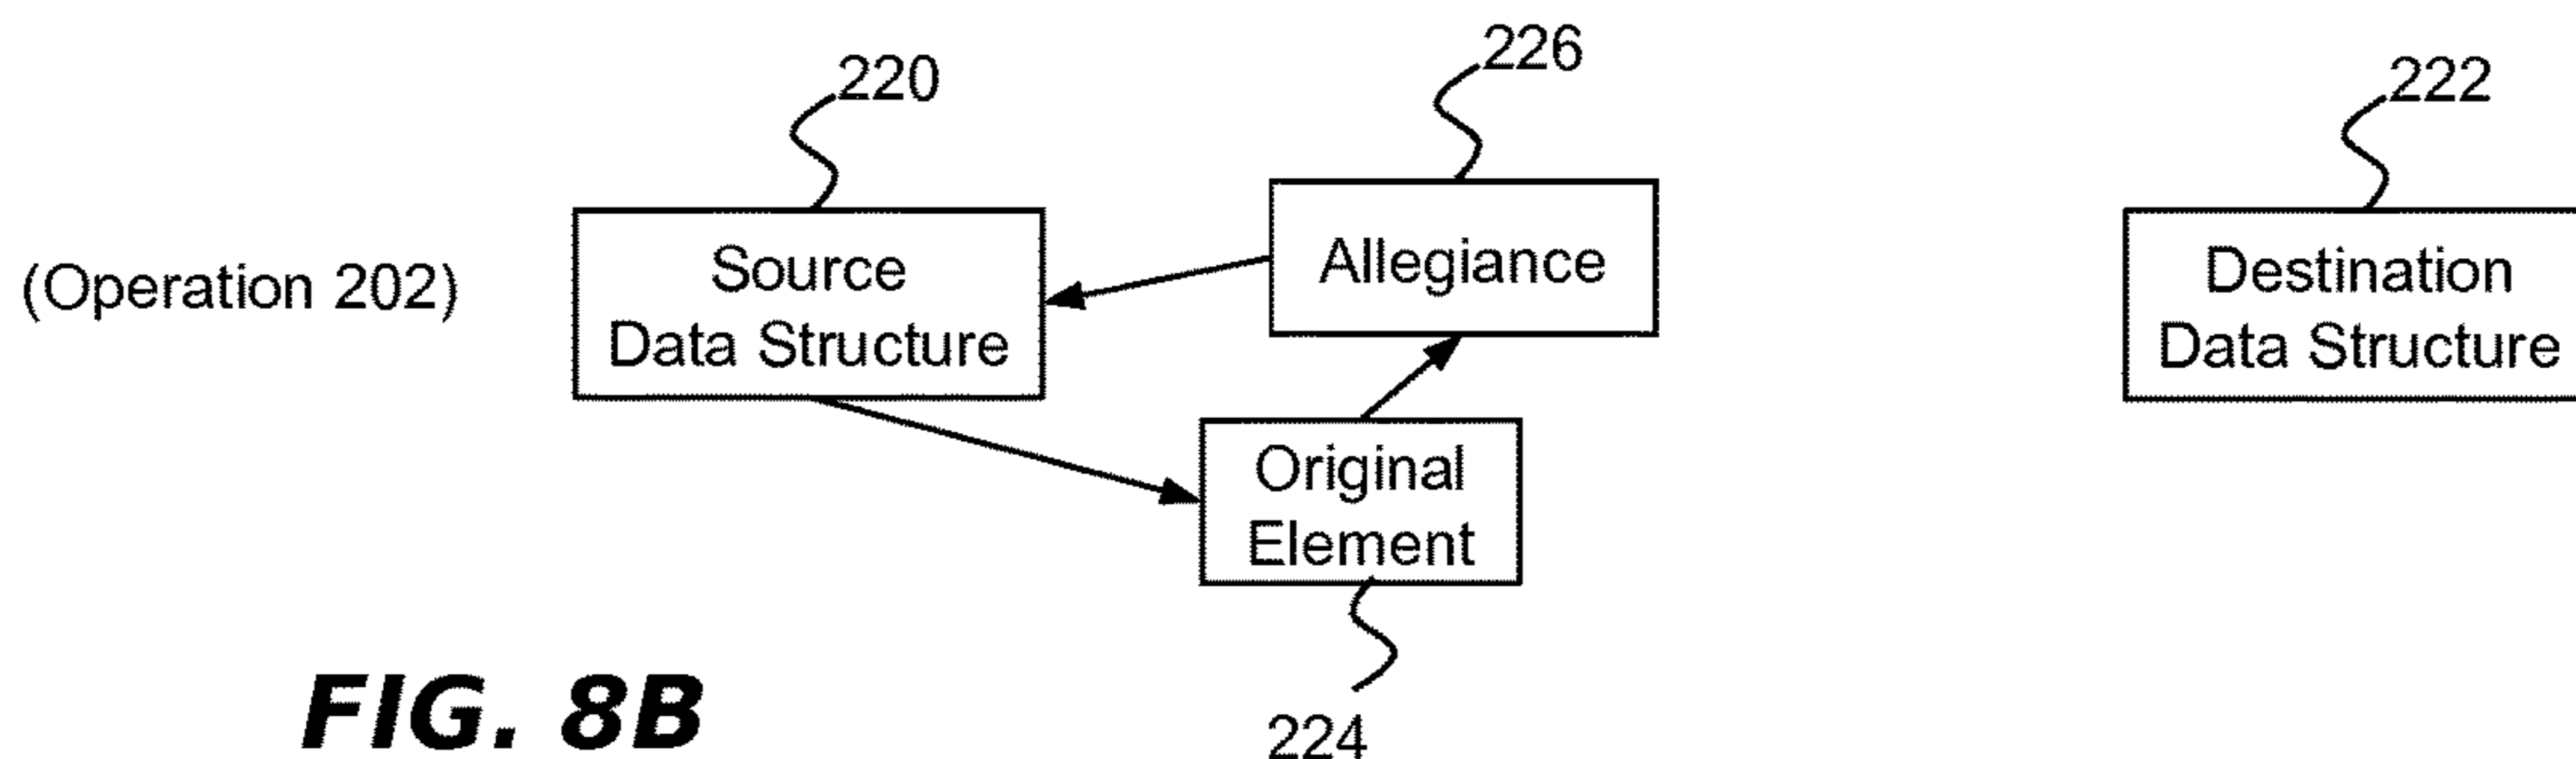 226
220
222
(Operation 202)
Source
Data Structure
Allegiance
Destination
Data Structure
Original
Element
FIG. 8B
224